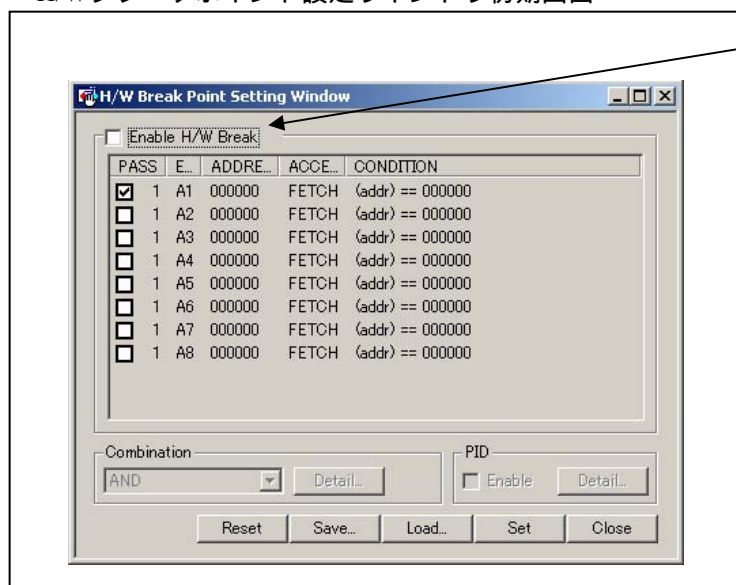 H/W Break Point Setting Window
Enable H/W Break
PASS E... ADDRE... ACCE... CONDITION
1 A1 000000 FETCH (addr) == 000000
1 A2 000000 FETCH (addr) == 000000
1 A3 000000 FETCH (addr) == 000000
1 A4 000000 FETCH (addr) == 000000
1 A5 000000 FETCH (addr) == 000000
1 A6 000000 FETCH (addr) == 000000
1 A7 000000 FETCH (addr) == 000000
1 A8 000000 FETCH (addr) == 000000
Combination PID
AND Detail... Enable Detail...
Reset Save... Load... Set Close